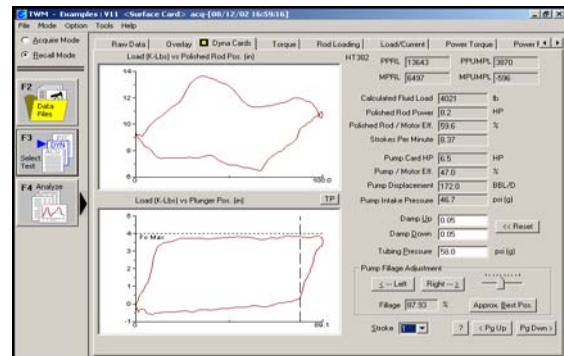 TWM - Examples : V11 <Surface Card> acq-[08/12/02 16:59:16]
File Mode Option Tools Help
Acquire Mode
Recall Mode
F2
Data
Files
F3
Select
Test
F4 Analyze
Raw Data Overlay Dyna Cards Torque Rod Loading Load/Current Power Torque
Load (K-Lbs) vs Polished Rod Pos. (in)
14
6
0
100.0
Load (K-Lbs) vs Plunger Pos. (in)
TP
5
4
Fo Max
0
-1
89.1
HT302
PPRL 13643 PPUMPL 3870
MPRL 6497 MPUMPL -596
Calculated Fluid Load 4021 lb
Polished Rod Power 8.2 HP
Polished Rod / Motor Eff. 59.6 %
Strokes Per Minute 8.37
Pump Card HP 6.5 HP
Pump / Motor Eff. 47.0 %
Pump Displacement 172.0 BBL/D
Pump Intake Pressure 46.7 psi (g)
Damp Up 0.05
Damp Down 0.05
<< Reset
Tubing Pressure 58.0 psi (g)
Pump Fillage Adjustment
< -- Left Right -- >
Fillage 87.93 % Approx. Best Pos.
Stroke 1 ? < Pg Up Pg Dwn >